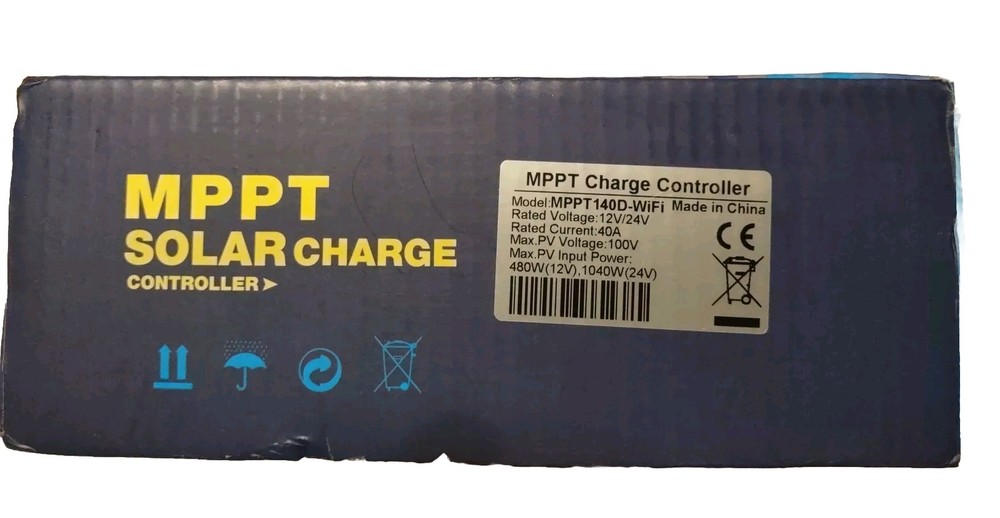 MPPT
SOLAR CHARGE
CONTROLLER➤
MPPT Charge Controller
Model:MPPT140D-WiFi Made in China
Rated Voltage:12V/24V
Rated Current:40A
Max.PV Voltage:100V
Max.PV Input Power:
480W(12V),1040W(24V)
CE